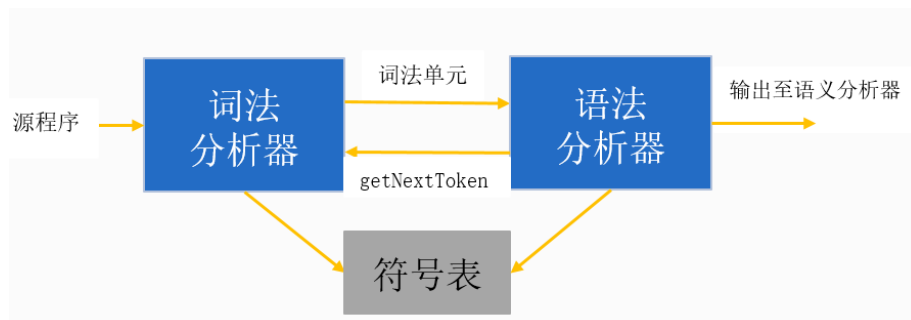 源程序
词法
分析器
词法单元
getNextToken
语法
分析器
输出至语义分析器
符号表